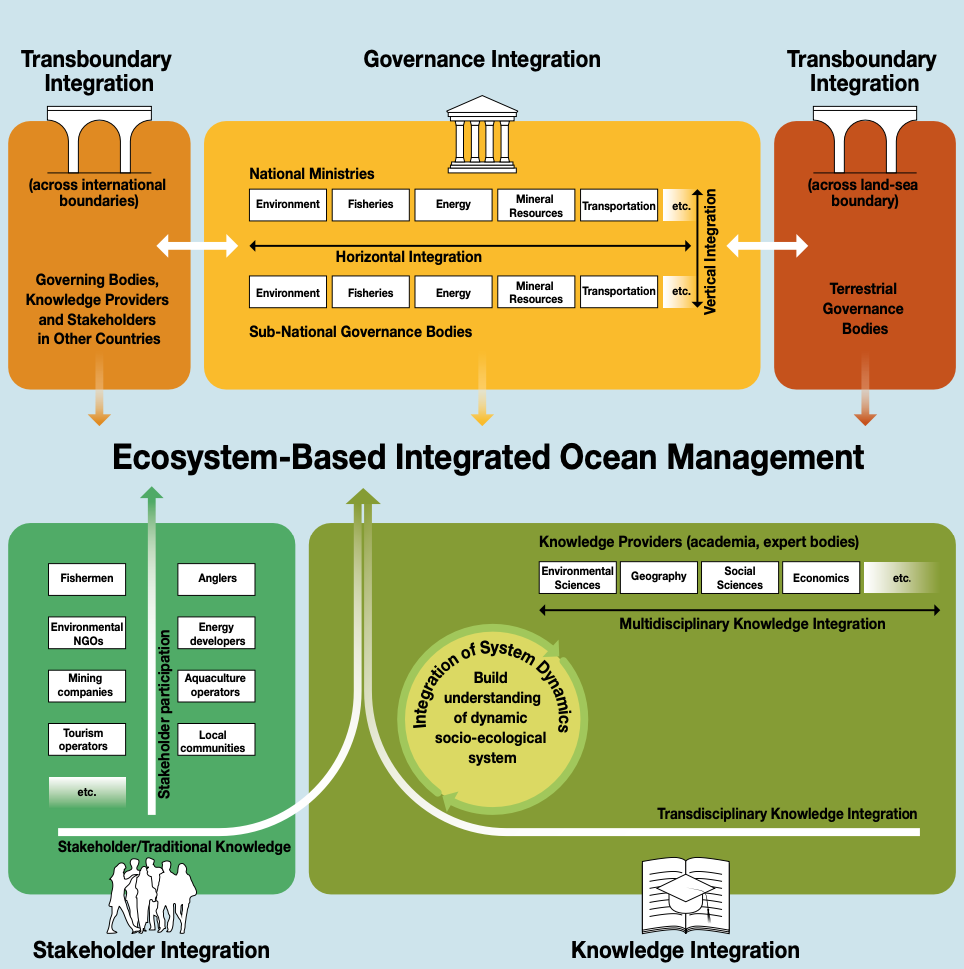 Transboundary
Integration
Governance Integration
Transboundary
Integration
(across international
boundaries)
Governing Bodies,
Knowledge Providers
and Stakeholders
in Other Countries
National Ministries
Environment
Fisheries
Energy
Mineral
Resources
Transportation
etc.
Horizontal Integration
Vertical Integration
Environment
Fisheries
Energy
Mineral
Resources
Transportation
etc.
Sub-National Governance Bodies
(across land-sea
boundary)
Terrestrial
Governance
Bodies
Ecosystem-Based Integrated Ocean Management
Fishermen
Anglers
Environmental
NGOs
Energy
developers
Mining
companies
Aquaculture
operators
Tourism
operators
Local
communities
etc.
Stakeholder participation
Stakeholder/Traditional Knowledge
Stakeholder Integration
Knowledge Providers (academia, expert bodies)
Environmental
Sciences
Geography
Social
Sciences
Economics
etc.
Multidisciplinary Knowledge Integration
Integration of System Dynamics
Build
understanding
of dynamic
socio-ecological
system
Transdisciplinary Knowledge Integration
Knowledge Integration